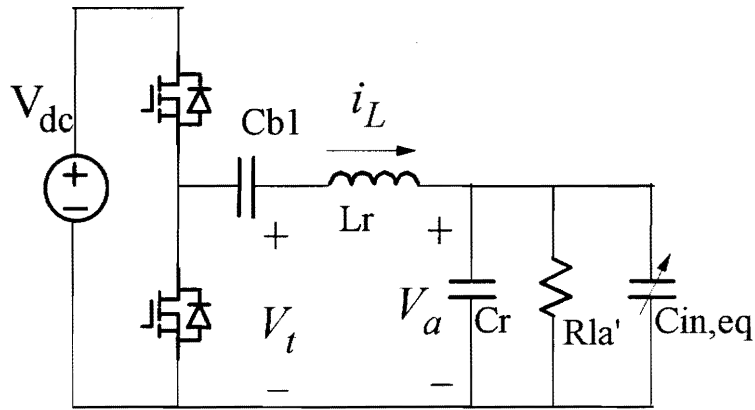 Vdc
+
−
Cb1
iL
Lr
+
Vt
−
+
Va
−
Cr
Rla'
Cin,eq